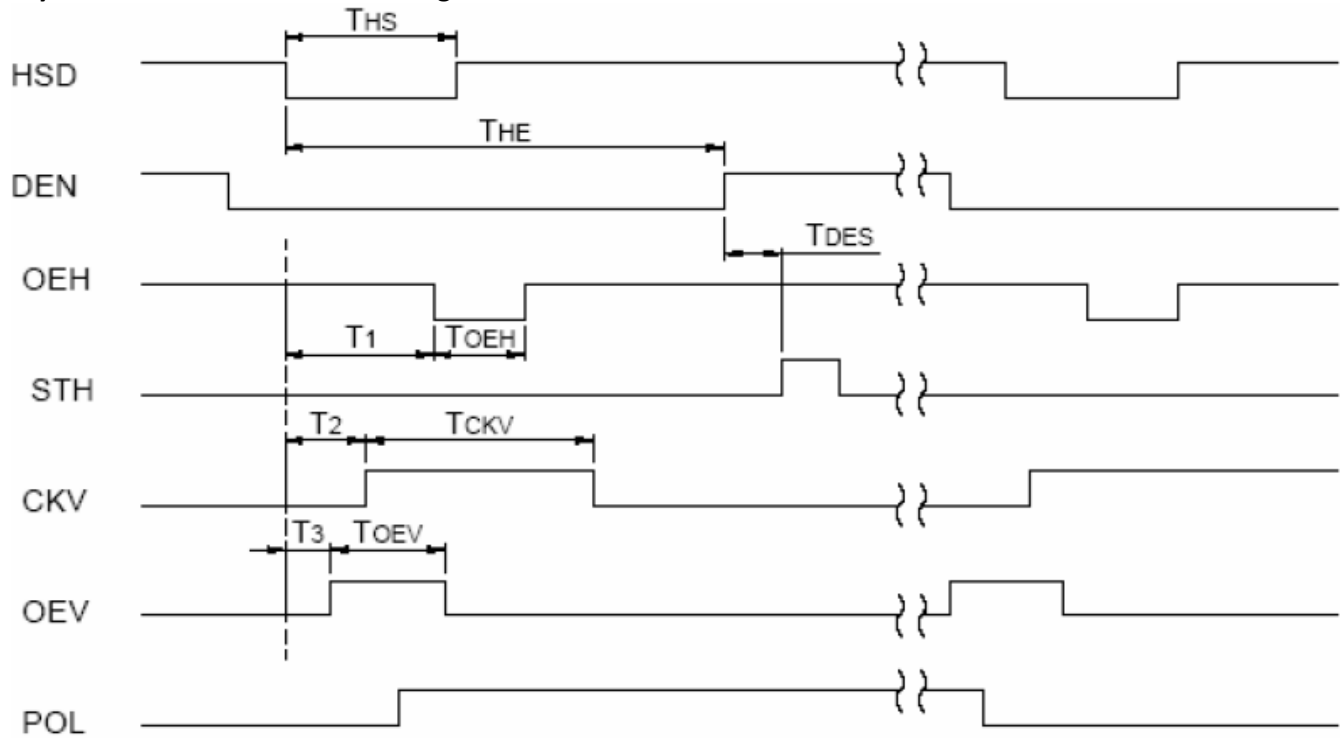 THS
HSD
THE
DEN
TDES
OEH
T1 TOEH
STH
T2 TCKV
CKV
T3 TOEV
OEV
POL